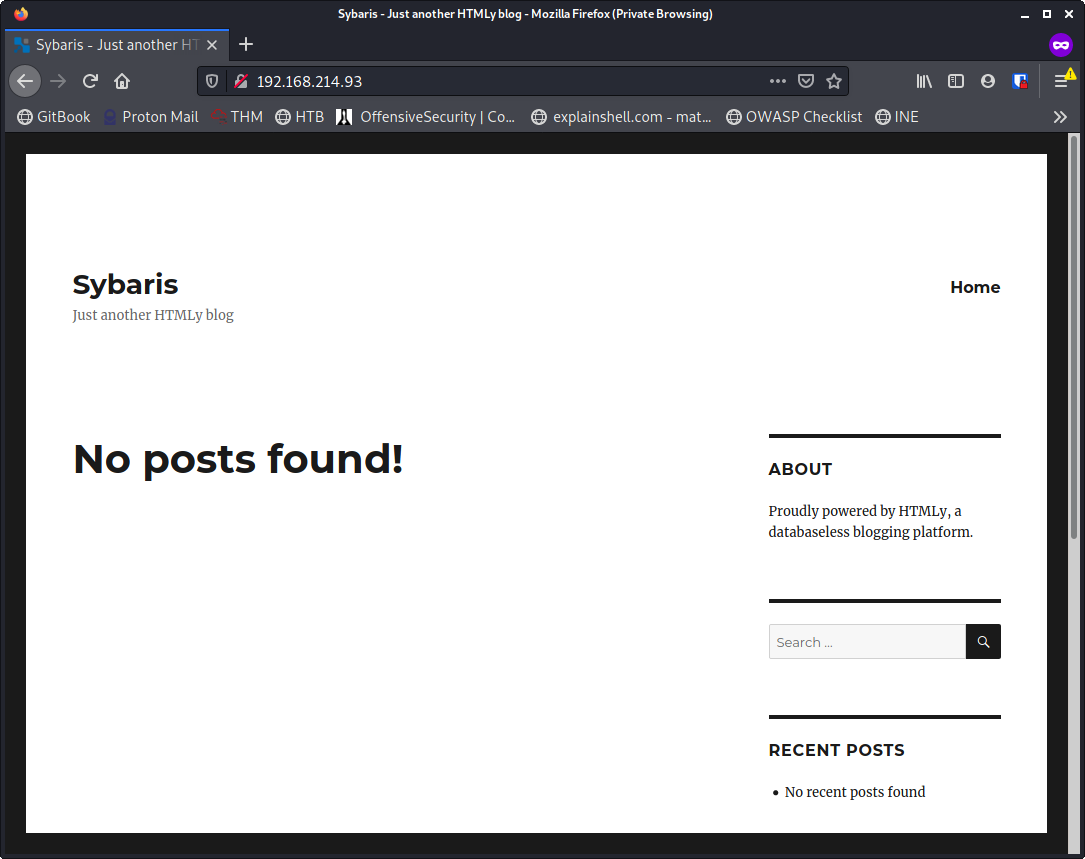 Sybaris - Just another HTMLy blog - Mozilla Firefox (Private Browsing)
Sybaris - Just another HT
192.168.214.93
GitBook Proton Mail THM HTB OffensiveSecurity | Co... explainshell.com - mat... OWASP Checklist INE
Sybaris
Just another HTMLy blog
Home
No posts found!
ABOUT
Proudly powered by HTMLy, a
databaseless blogging platform.
Search ...
RECENT POSTS
• No recent posts found